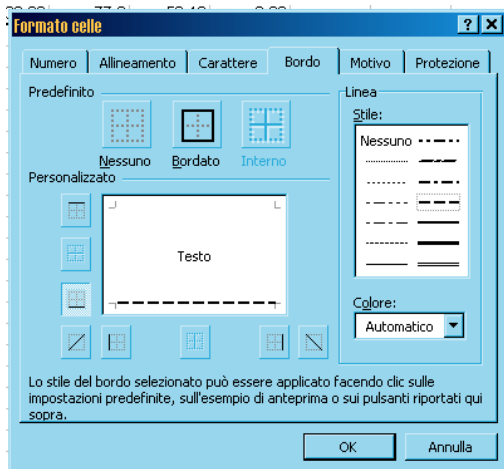 Formato celle
Numero Allineamento Carattere Bordo Motivo Protezione
Predefinito
Nessuno Bordato Interno
Personalizzato
Testo
Linea
Stile:
Nessuno
Colore:
Automatico
Lo stile del bordo selezionato può essere applicato facendo clic sulle
impostazioni predefinite, sull'esempio di anteprima o sui pulsanti riportati qui
sopra.
OK Annulla